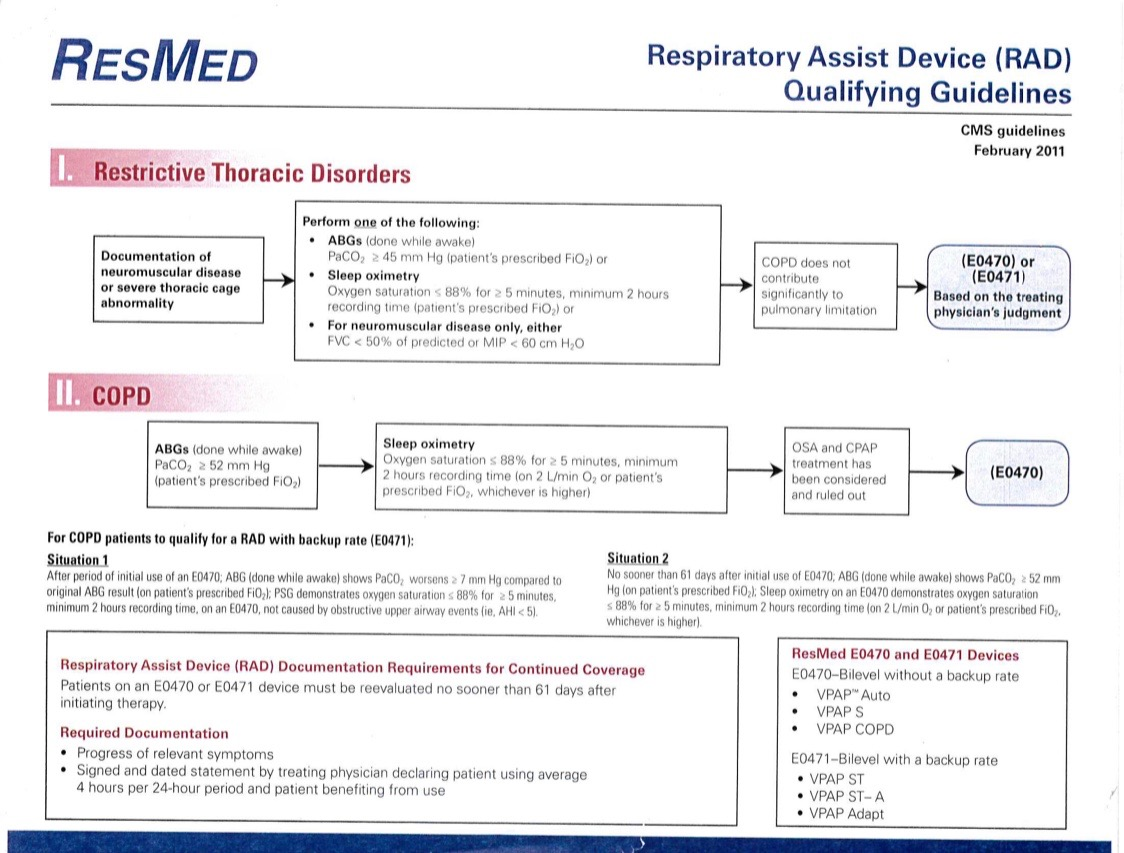 RESMED
Respiratory Assist Device (RAD)
Qualifying Guidelines
CMS guidelines
February 2011
I. Restrictive Thoracic Disorders
Documentation of
neuromuscular disease
or severe thoracic cage
abnormality
Perform one of the following:
• ABGs (done while awake)
PaCO₂ ≥ 45 mm Hg (patient's prescribed FiO₂) or
• Sleep oximetry
Oxygen saturation ≤ 88% for ≥ 5 minutes, minimum 2 hours
recording time (patient's prescribed FiO₂) or
• For neuromuscular disease only, either
FVC < 50% of predicted or MIP < 60 cm H₂O
COPD does not
contribute
significantly to
pulmonary limitation
(E0470) or
(E0471)
Based on the treating
physician's judgment
II. COPD
ABGs (done while awake)
PaCO₂ ≥ 52 mm Hg
(patient's prescribed FiO₂)
Sleep oximetry
Oxygen saturation ≤ 88% for ≥ 5 minutes, minimum
2 hours recording time (on 2 L/min O₂ or patient's
prescribed FiO₂, whichever is higher)
OSA and CPAP
treatment has
been considered
and ruled out
(E0470)
For COPD patients to qualify for a RAD with backup rate (E0471):
Situation 1
After period of initial use of an E0470; ABG (done while awake) shows PaCO₂ worsens ≥ 7 mm Hg compared to
original ABG result (on patient's prescribed FiO₂); PSG demonstrates oxygen saturation ≤ 88% for ≥ 5 minutes,
minimum 2 hours recording time, on an E0470, not caused by obstructive upper airway events (ie, AHI < 5).
Situation 2
No sooner than 61 days after initial use of E0470; ABG (done while awake) shows PaCO₂ ≥ 52 mm
Hg (on patient's prescribed FiO₂); Sleep oximetry on an E0470 demonstrates oxygen saturation
≤ 88% for ≥ 5 minutes, minimum 2 hours recording time (on 2 L/min O₂ or patient's prescribed FiO₂,
whichever is higher).
Respiratory Assist Device (RAD) Documentation Requirements for Continued Coverage
Patients on an E0470 or E0471 device must be reevaluated no sooner than 61 days after
initiating therapy.
Required Documentation
• Progress of relevant symptoms
• Signed and dated statement by treating physician declaring patient using average
4 hours per 24-hour period and patient benefiting from use
ResMed E0470 and E0471 Devices
E0470–Bilevel without a backup rate
• VPAP™ Auto
• VPAP S
• VPAP COPD
E0471–Bilevel with a backup rate
• VPAP ST
• VPAP ST– A
• VPAP Adapt